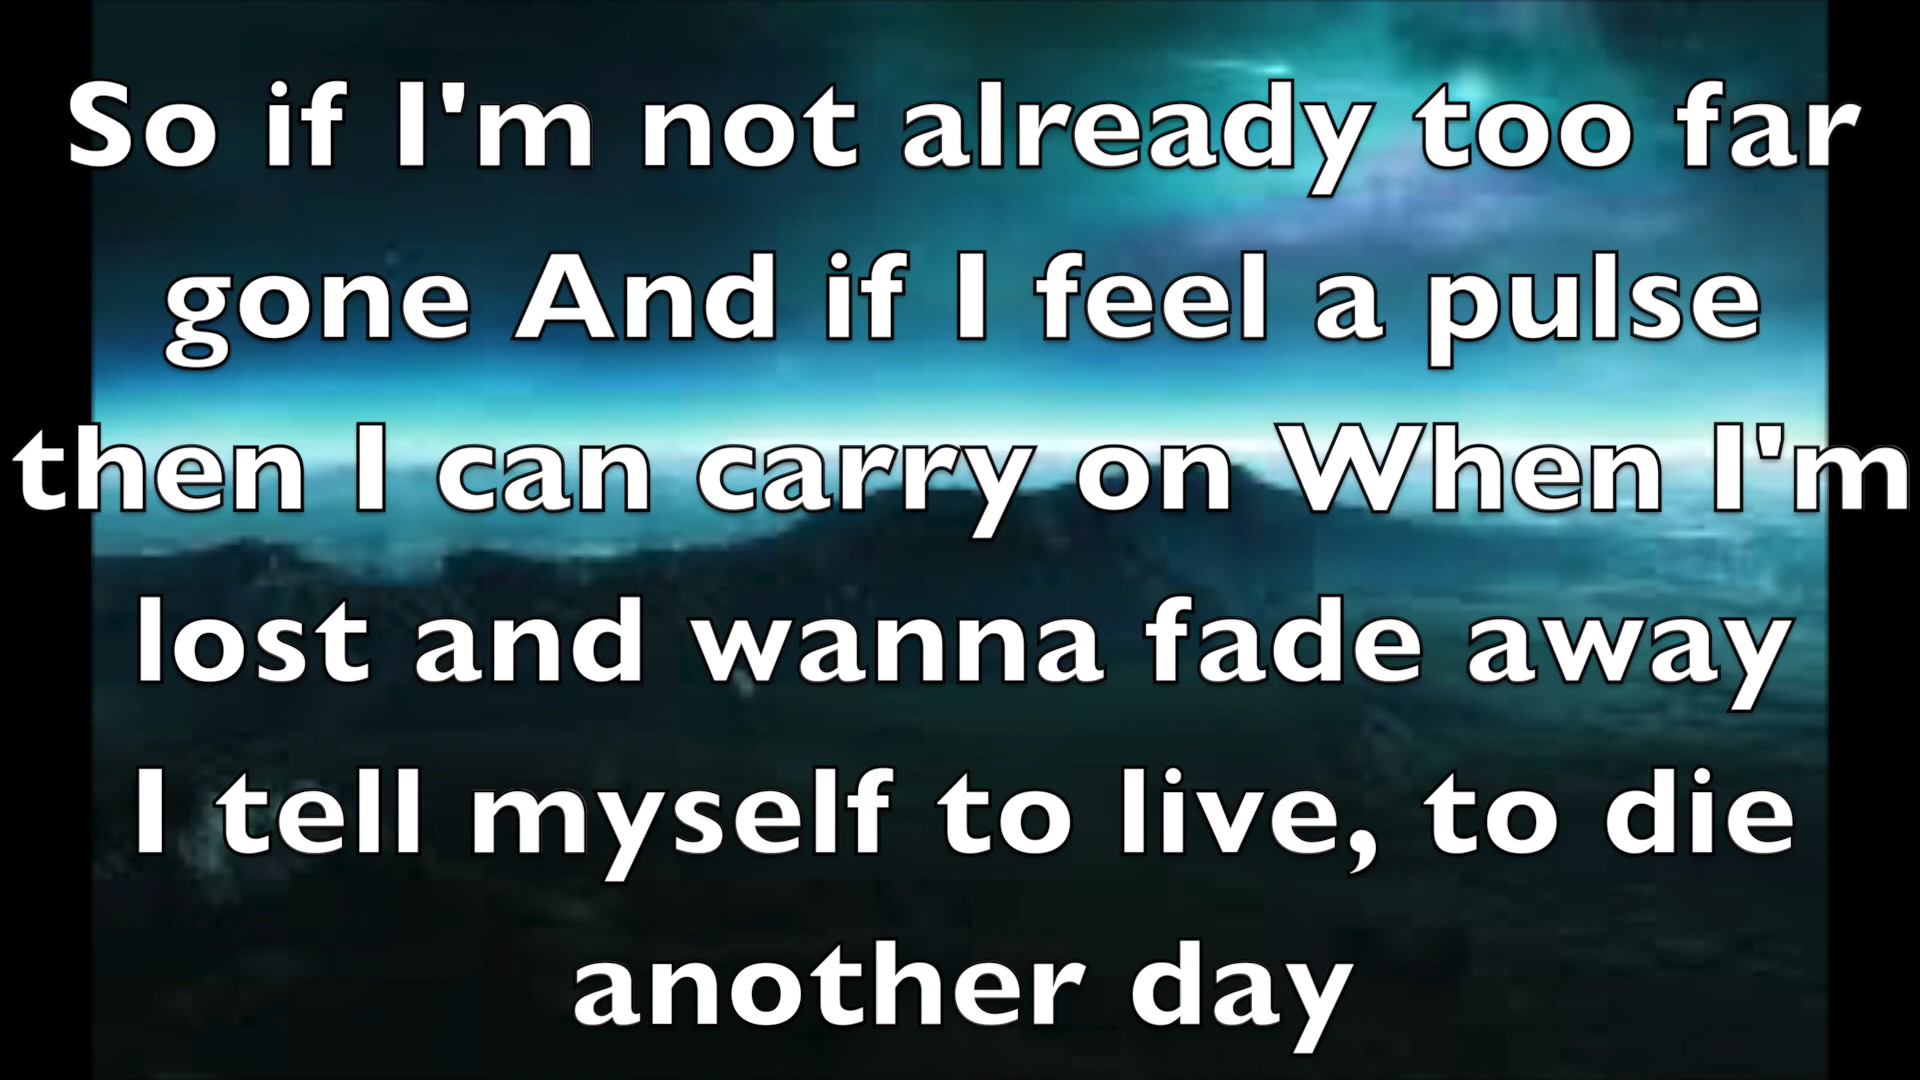 So if I'm not already too far
gone And if I feel a pulse
then I can carry on When I'm
lost and wanna fade away
I tell myself to live, to die
another day